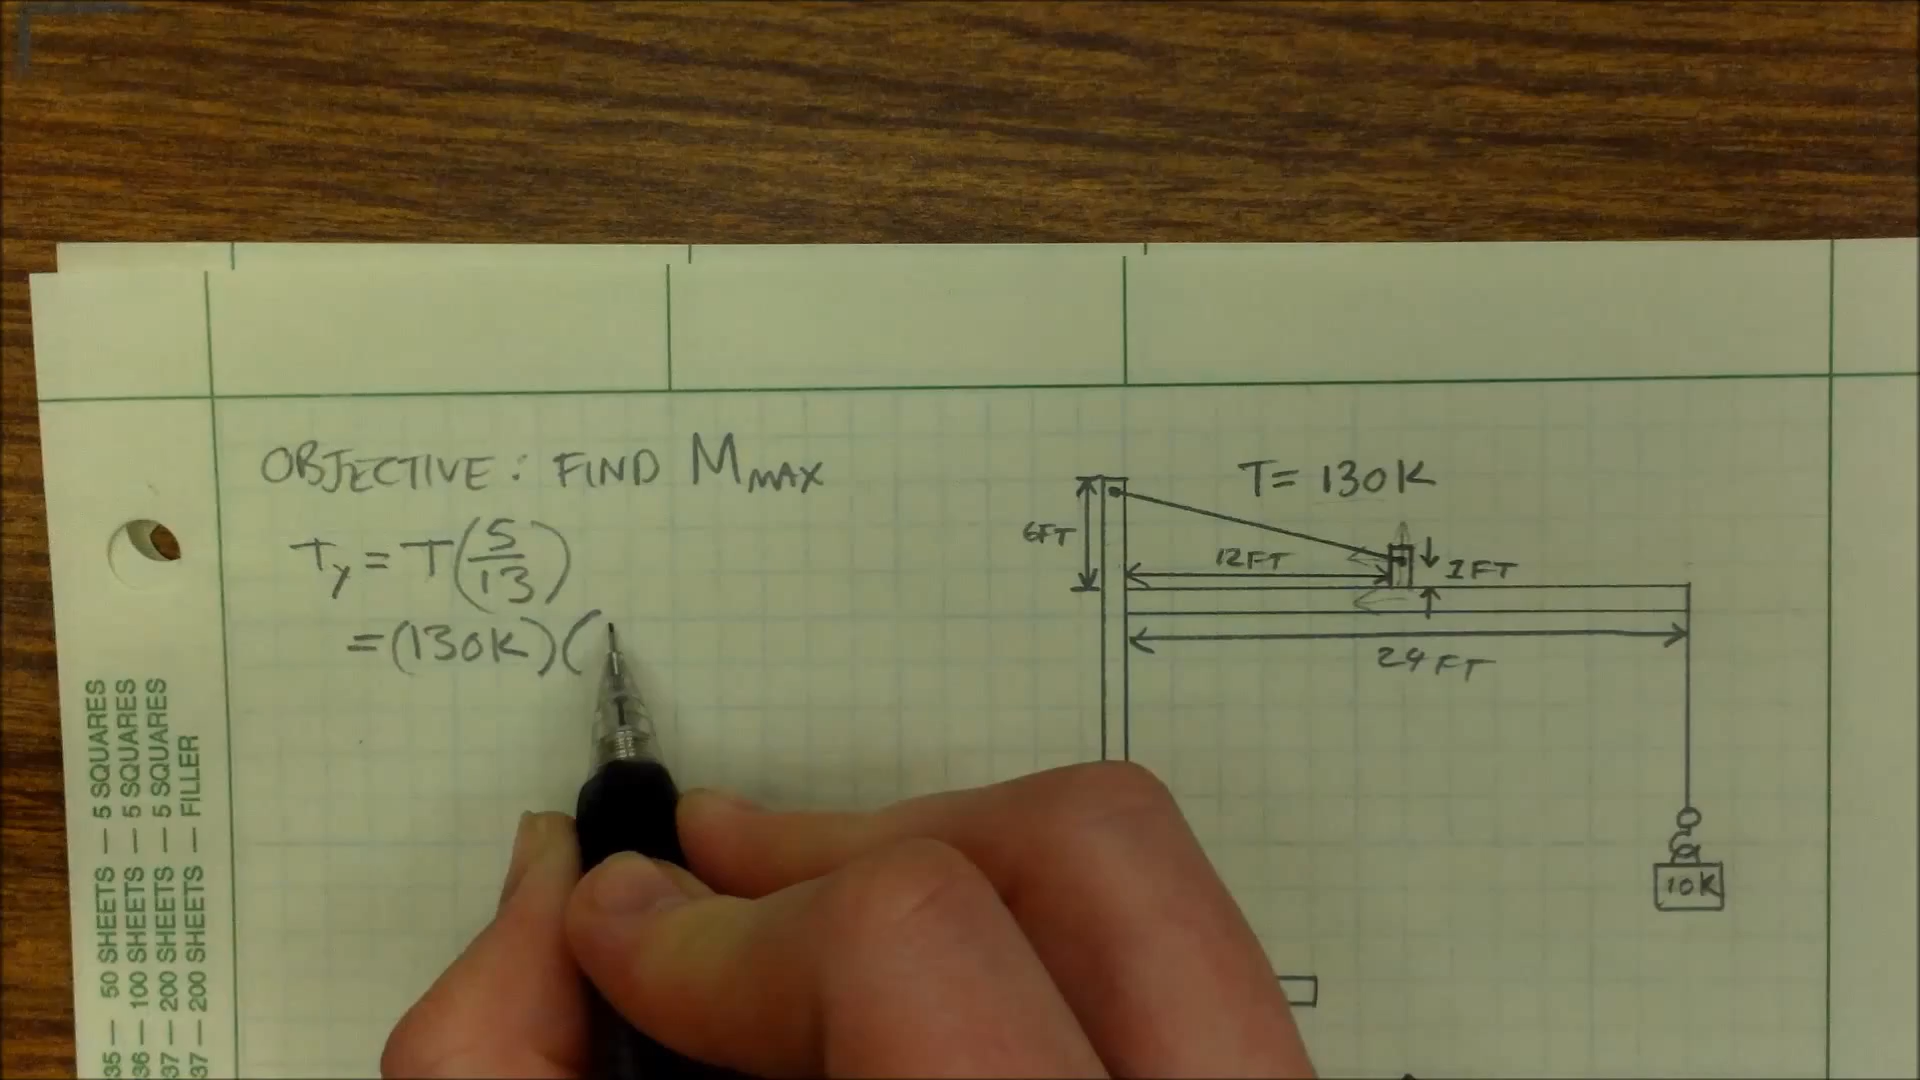 OBJECTIVE: FIND MMAX
Ty = T(5/13)
=(130K)(
T= 130K
6FT
12FT
1FT
24FT
10K
35— 50 SHEETS — 5 SQUARES
36— 100 SHEETS — 5 SQUARES
37— 200 SHEETS — 5 SQUARES
37— 200 SHEETS — FILLER